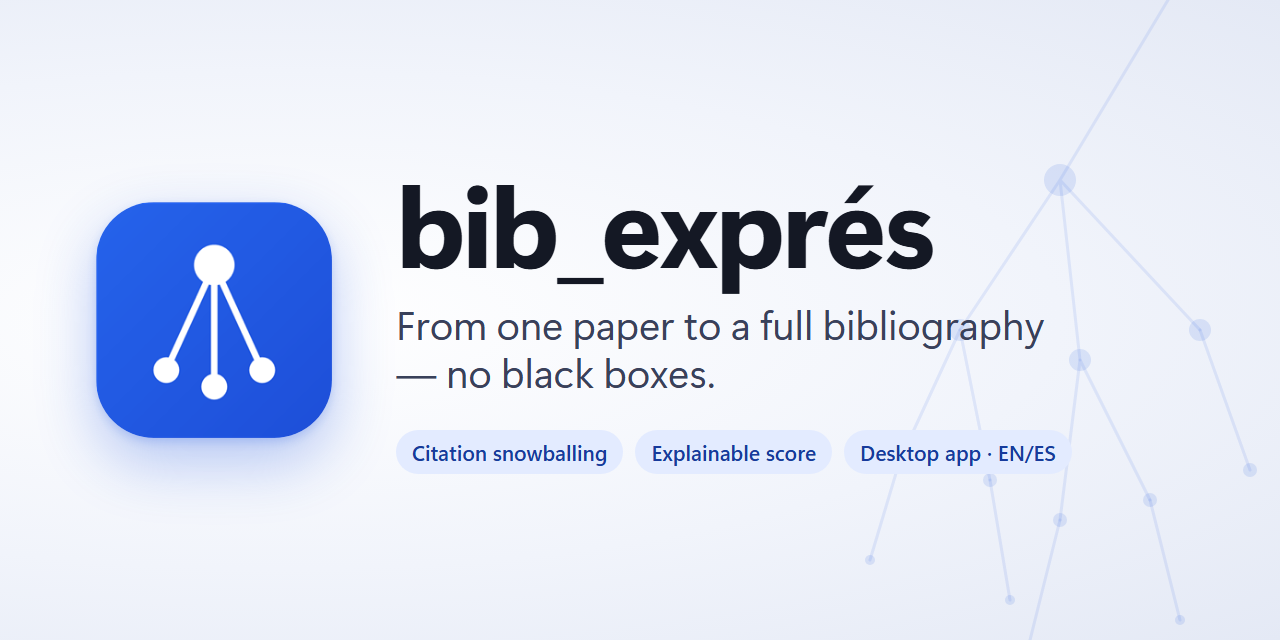 bib_exprés
From one paper to a full bibliography
— no black boxes.
Citation snowballing
Explainable score
Desktop app · EN/ES